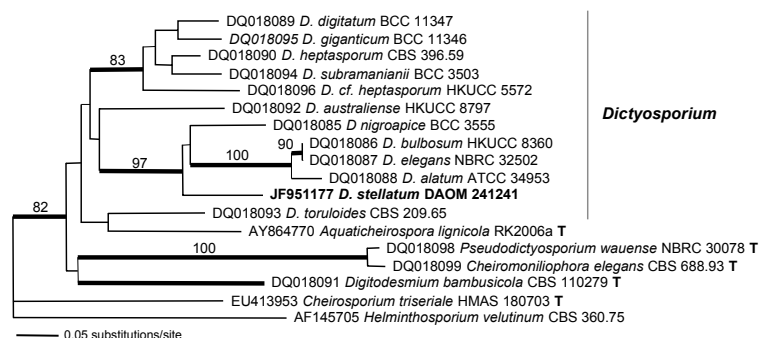 DQ018089 D. digitatum BCC 11347
83
DQ018095 D. giganticum BCC 11346
DQ018090 D. heptasporum CBS 396.59
DQ018094 D. subramanianii BCC 3503
DQ018096 D. cf. heptasporum HKUCC 5572
DQ018092 D. australiense HKUCC 8797
Dictyosporium
DQ018085 D nigroapice BCC 3555
90 DQ018086 D. bulbosum HKUCC 8360
97 100 DQ018087 D. elegans NBRC 32502
DQ018088 D. alatum ATCC 34953
JF951177 D. stellatum DAOM 241241
82 DQ018093 D. toruloides CBS 209.65
AY864770 Aquaticheirospora lignicola RK2006a T
100 DQ018098 Pseudodictyosporium wauense NBRC 30078 T
DQ018099 Cheiromoniliophora elegans CBS 688.93 T
DQ018091 Digitodesmium bambusicola CBS 110279 T
EU413953 Cheirosporium triseriale HMAS 180703 T
AF145705 Helminthosporium velutinum CBS 360.75
0.05 substitutions/site